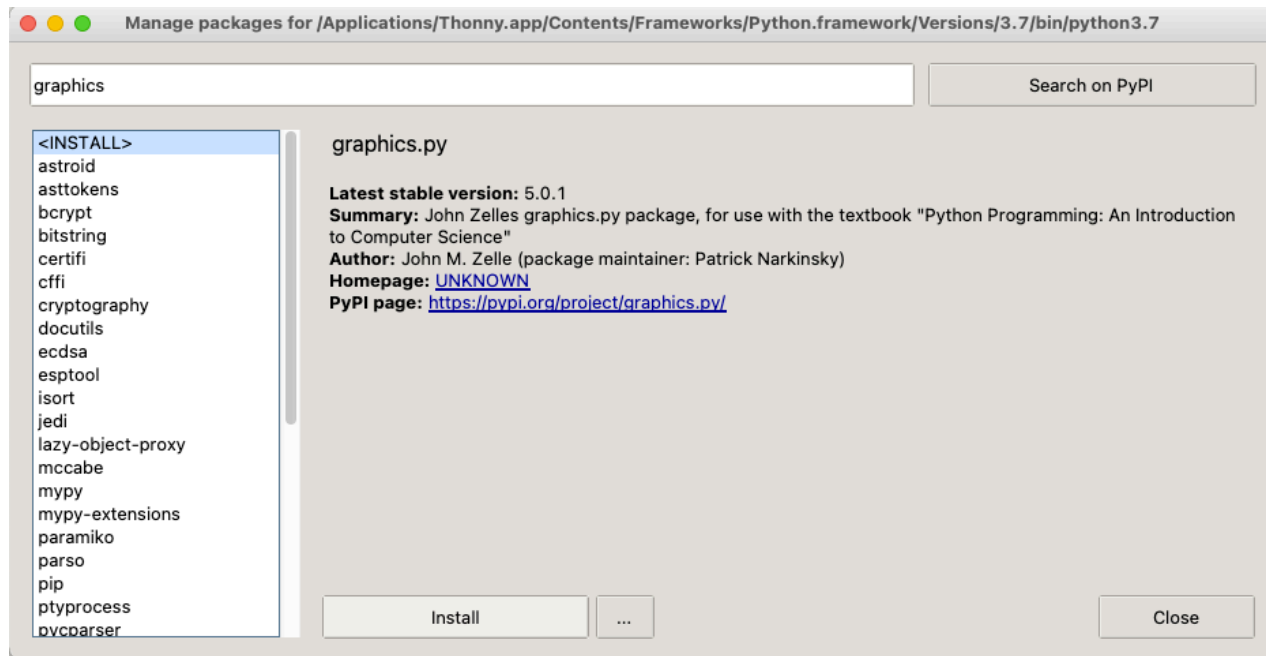 Manage packages for /Applications/Thonny.app/Contents/Frameworks/Python.framework/Versions/3.7/bin/python3.7
graphics
Search on PyPI
<INSTALL>
astroid
asttokens
bcrypt
bitstring
certifi
cffi
cryptography
docutils
ecdsa
esptool
isort
jedi
lazy-object-proxy
mccabe
mypy
mypy-extensions
paramiko
parso
pip
ptyprocess
pycparser
graphics.py
Latest stable version: 5.0.1
Summary: John Zelles graphics.py package, for use with the textbook "Python Programming: An Introduction
to Computer Science"
Author: John M. Zelle (package maintainer: Patrick Narkinsky)
Homepage: UNKNOWN
PyPI page: https://pypi.org/project/graphics.py/
Install
...
Close